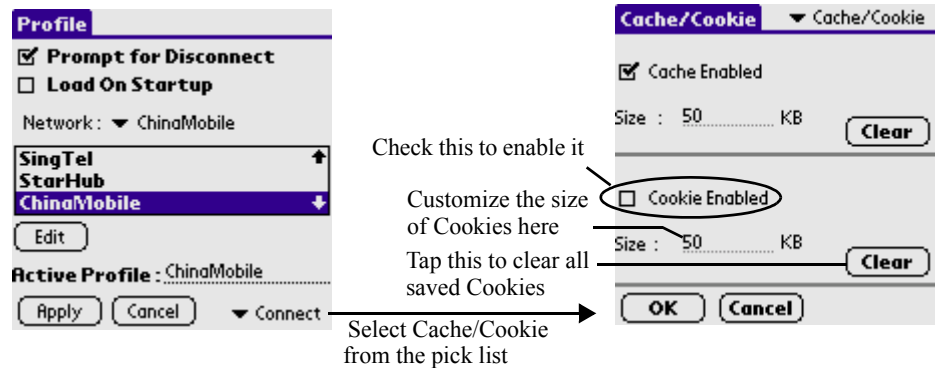 Profile
Prompt for Disconnect
Load On Startup
Network: ChinaMobile
SingTel
StarHub
ChinaMobile
Edit
Active Profile: ChinaMobile
Apply Cancel Connect
Check this to enable it
Customize the size
of Cookies here
Tap this to clear all
saved Cookies
Select Cache/Cookie
from the pick list
Cache/Cookie Cache/Cookie
Cache Enabled
Size : 50 KB
Clear
Cookie Enabled
Size : 50 KB
Clear
OK Cancel